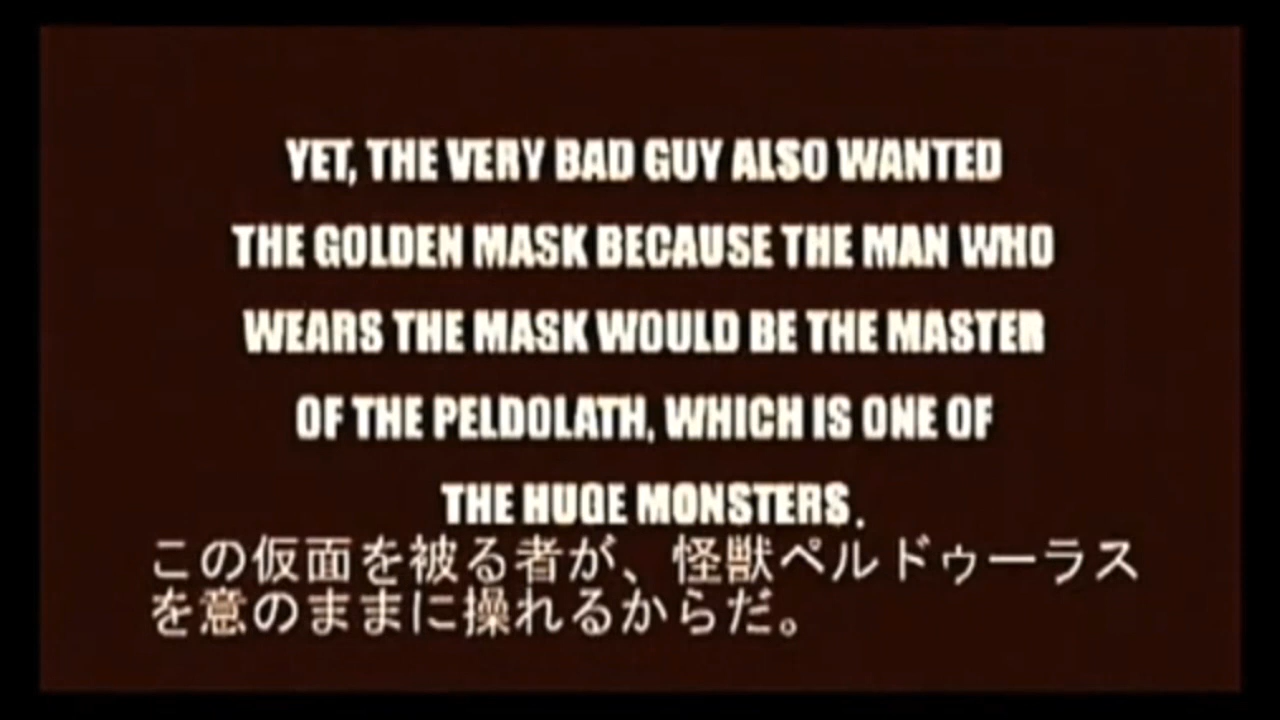 YET, THE VERY BAD GUY ALSO WANTED
THE GOLDEN MASK BECAUSE THE MAN WHO
WEARS THE MASK WOULD BE THE MASTER
OF THE PELDOLATH, WHICH IS ONE OF
THE HUGE MONSTERS.
この仮面を被る者が、怪獣ペルドゥーラス
を意のままに操れるからだ。